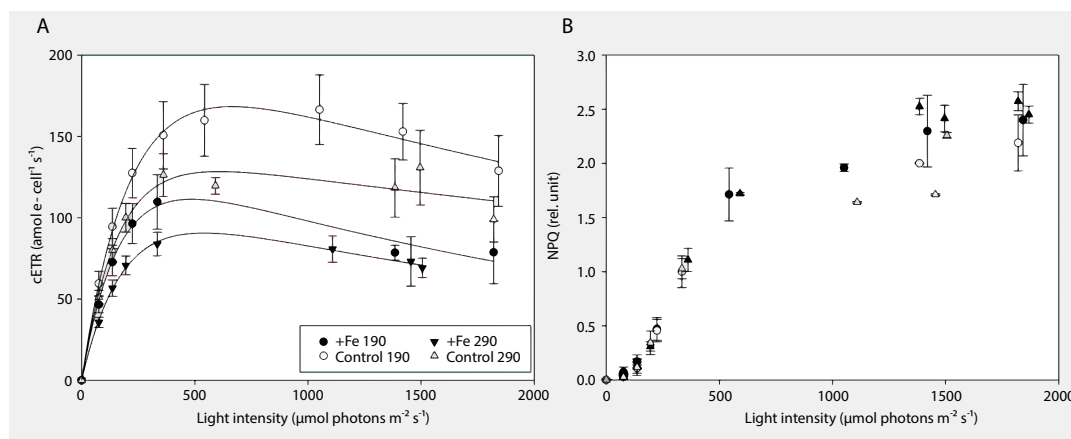 A
cETR (amol e- cell⁻¹ s⁻¹)
200
150
100
50
0
0 500 1000 1500 2000
Light intensity (µmol photons m⁻² s⁻¹)
+Fe 190 +Fe 290
Control 190 Control 290
B
NPQ (rel. unit)
3.0
2.5
2.0
1.5
1.0
0.5
0.0
0 500 1000 1500 2000
Light intensity (µmol photons m⁻² s⁻¹)